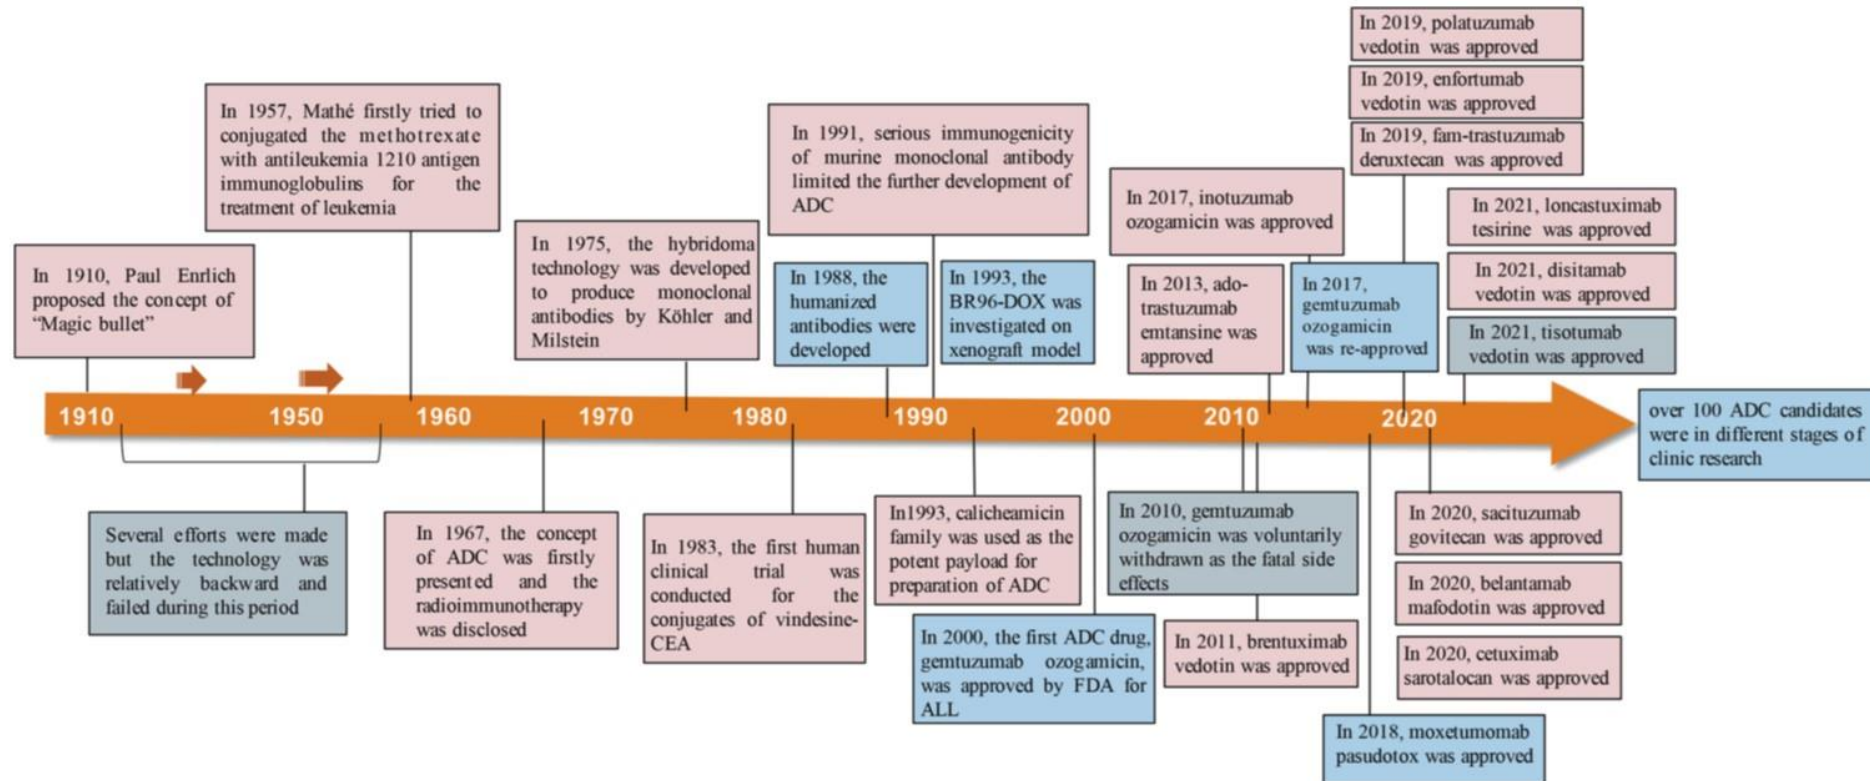 In 2019, polatuzumab
vedotin was approved
In 2019, enfortumab
vedotin was approved
In 2019, fam-trastuzumab
deruxtecan was approved
In 1957, Mathé firstly tried to
conjugated the methotrexate
with antileukemia 1210 antigen
immunoglobulins for the
treatment of leukemia
In 1991, serious immunogenicity
of murine monoclonal antibody
limited the further development of
ADC
In 2017, inotuzumab
ozogamicin was approved
In 2021, loncastuximab
tesirine was approved
In 1910, Paul Enrlich
proposed the concept of
“Magic bullet”
In 1975, the hybridoma
technology was developed
to produce monoclonal
antibodies by Köhler and
Milstein
In 1988, the
humanized
antibodies were
developed
In 1993, the
BR96-DOX was
investigated on
xenograft model
In 2013, ado-
trastuzumab
emtansine was
approved
In 2017,
gemtuzumab
ozogamicin
was re-approved
In 2021, disitamab
vedotin was approved
In 2021, tisotumab
vedotin was approved
1910 1950 1960 1970 1980 1990 2000 2010 2020
over 100 ADC candidates
were in different stages of
clinic research
Several efforts were made
but the technology was
relatively backward and
failed during this period
In 1967, the concept
of ADC was firstly
presented and the
radioimmunotherapy
was disclosed
In 1983, the first human
clinical trial was
conducted for the
conjugates of vindesine-
CEA
In1993, calicheamicin
family was used as the
potent payload for
preparation of ADC
In 2000, the first ADC drug,
gemtuzumab ozogamicin,
was approved by FDA for
ALL
In 2010, gemtuzumab
ozogamicin was voluntarily
withdrawn as the fatal side
effects
In 2011, brentuximab
vedotin was approved
In 2020, sacituzumab
govitecan was approved
In 2020, belantamab
mafodotin was approved
In 2020, cetuximab
sarotalocan was approved
In 2018, moxetumomab
pasudotox was approved